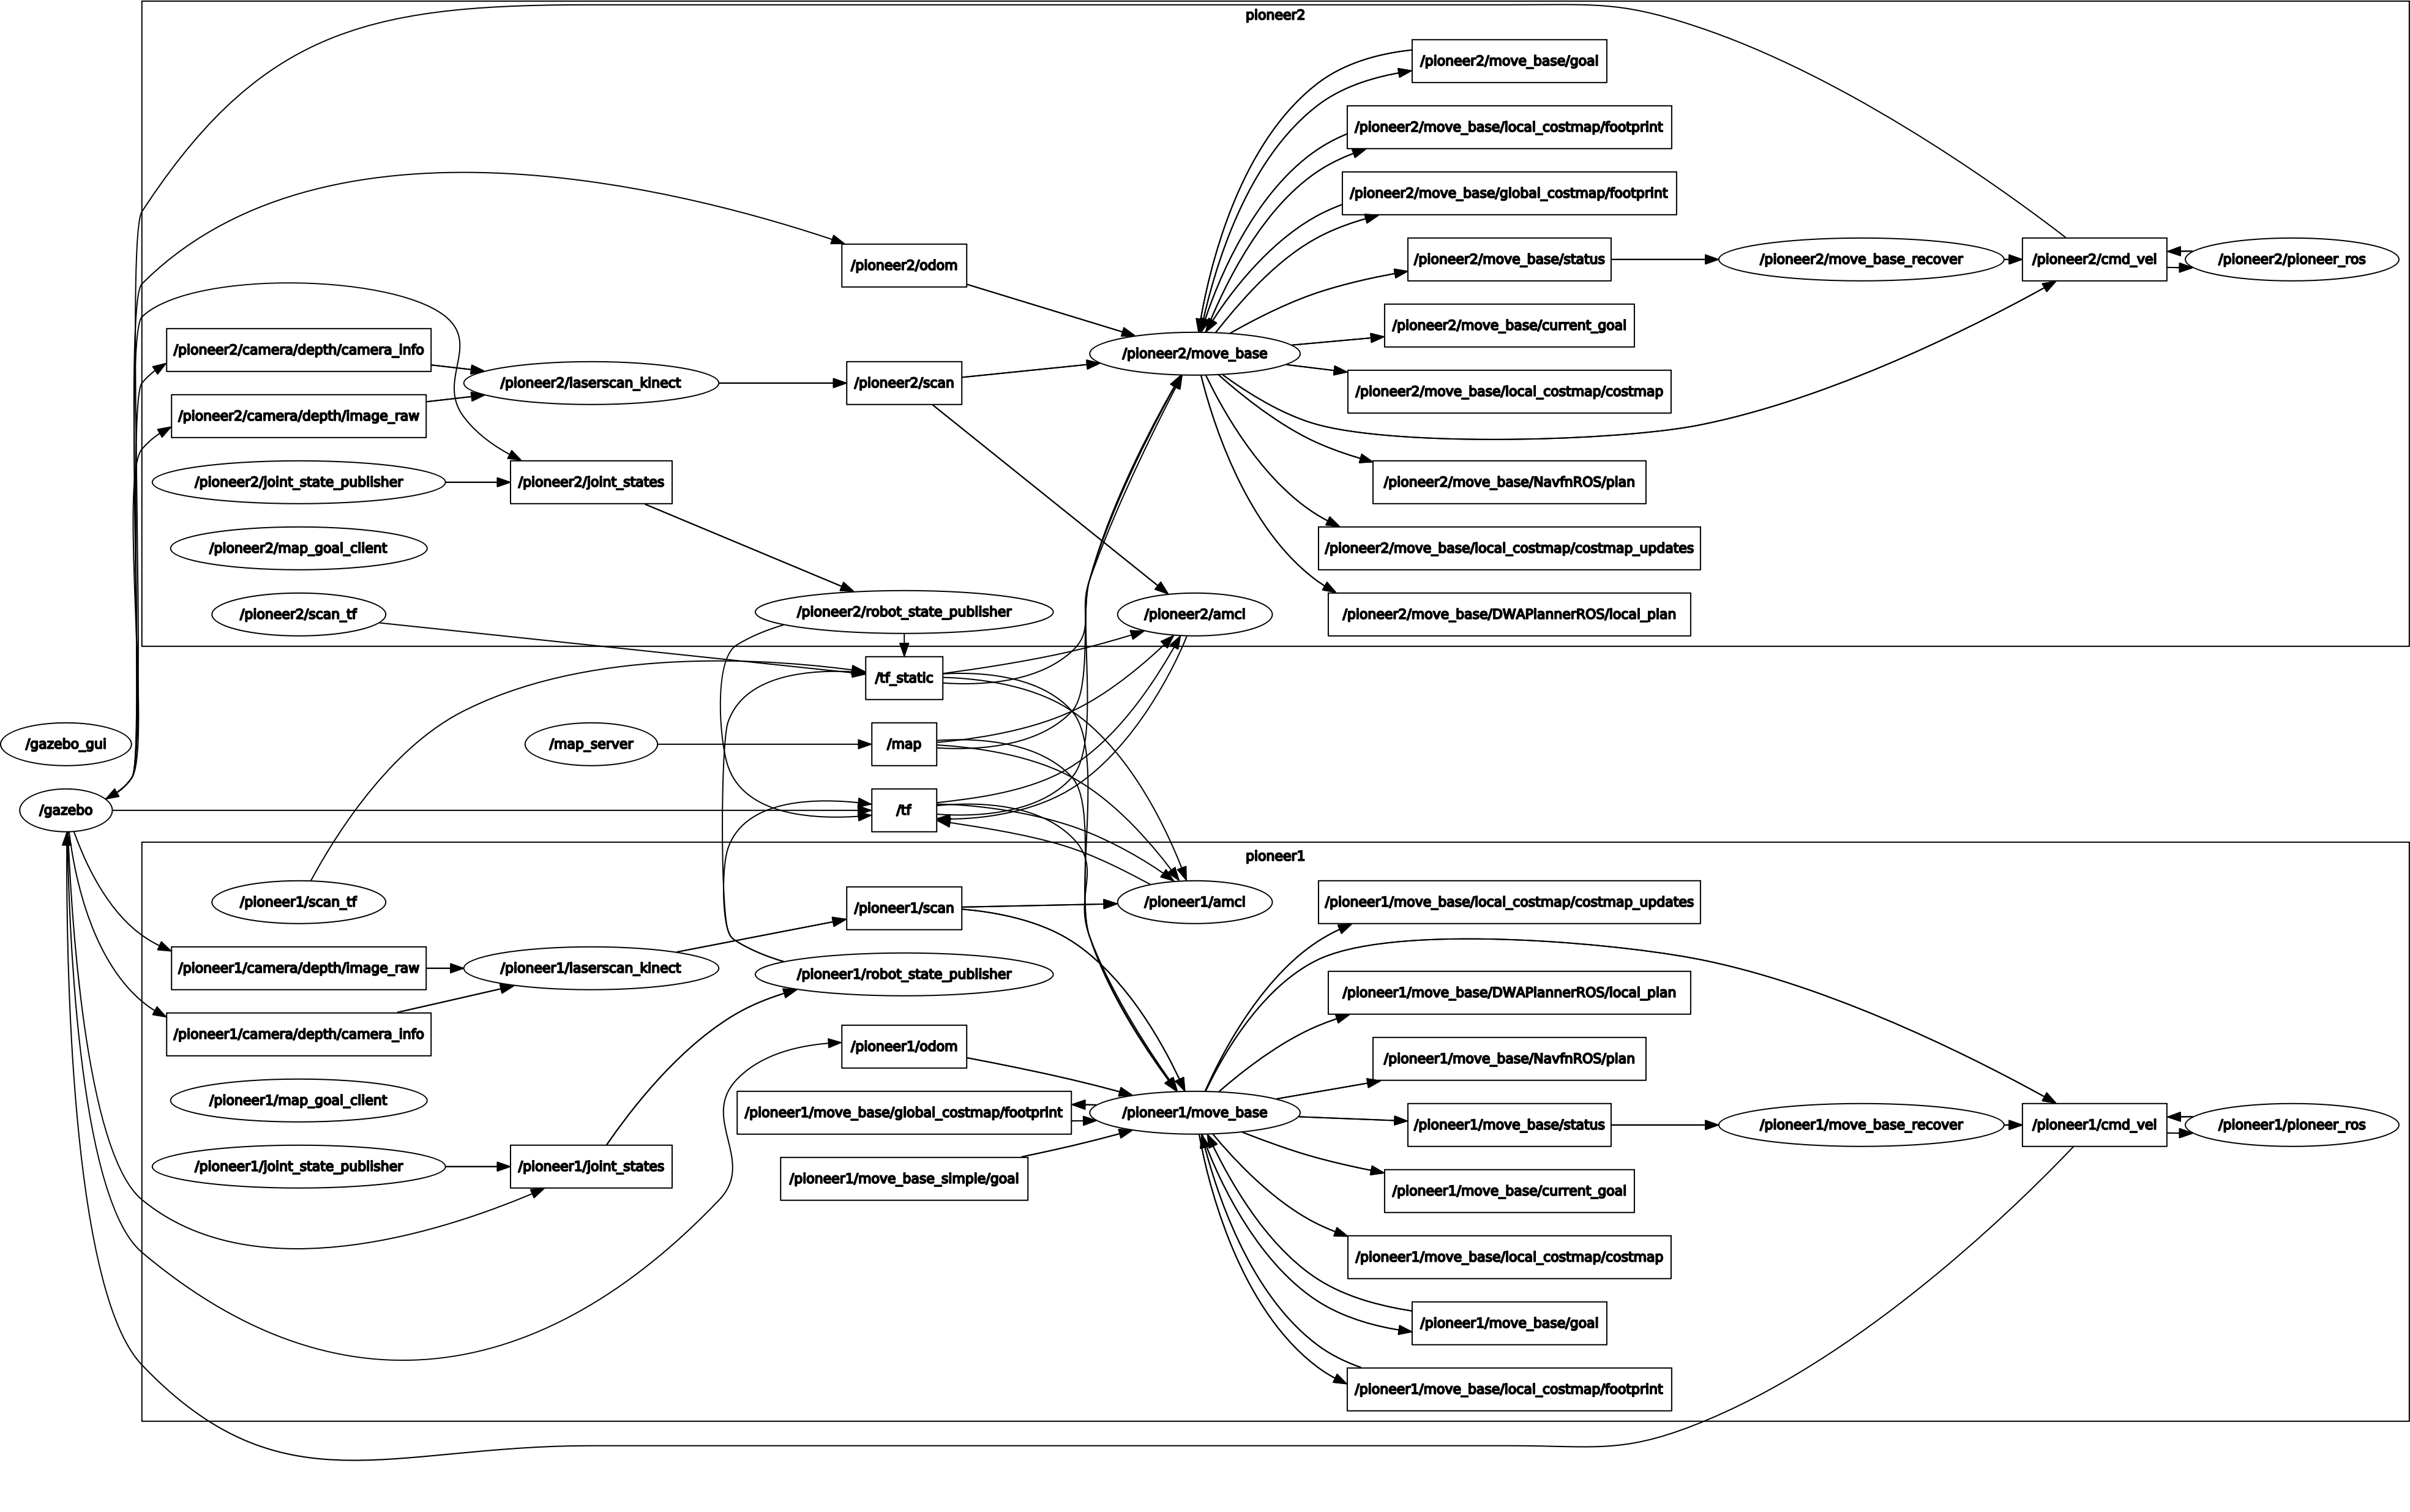 pioneer2
/pioneer2/move_base/goal
/pioneer2/move_base/local_costmap/footprint
/pioneer2/move_base/global_costmap/footprint
/pioneer2/odom
/pioneer2/move_base/status
/pioneer2/move_base_recover
/pioneer2/cmd_vel
/pioneer2/pioneer_ros
/pioneer2/move_base/current_goal
/pioneer2/camera/depth/camera_info
/pioneer2/move_base
/pioneer2/laserscan_kinect
/pioneer2/scan
/pioneer2/move_base/local_costmap/costmap
/pioneer2/camera/depth/image_raw
/pioneer2/joint_state_publisher
/pioneer2/joint_states
/pioneer2/move_base/NavfnROS/plan
/pioneer2/map_goal_client
/pioneer2/move_base/local_costmap/costmap_updates
/pioneer2/scan_tf
/pioneer2/robot_state_publisher
/pioneer2/amcl
/pioneer2/move_base/DWAPlannerROS/local_plan
/tf_static
/gazebo_gui
/map_server
/map
/gazebo
/tf
pioneer1
/pioneer1/scan_tf
/pioneer1/scan
/pioneer1/amcl
/pioneer1/move_base/local_costmap/costmap_updates
/pioneer1/camera/depth/image_raw
/pioneer1/laserscan_kinect
/pioneer1/robot_state_publisher
/pioneer1/move_base/DWAPlannerROS/local_plan
/pioneer1/camera/depth/camera_info
/pioneer1/odom
/pioneer1/move_base/NavfnROS/plan
/pioneer1/map_goal_client
/pioneer1/move_base/global_costmap/footprint
/pioneer1/move_base
/pioneer1/move_base/status
/pioneer1/move_base_recover
/pioneer1/cmd_vel
/pioneer1/pioneer_ros
/pioneer1/joint_state_publisher
/pioneer1/joint_states
/pioneer1/move_base_simple/goal
/pioneer1/move_base/current_goal
/pioneer1/move_base/local_costmap/costmap
/pioneer1/move_base/goal
/pioneer1/move_base/local_costmap/footprint